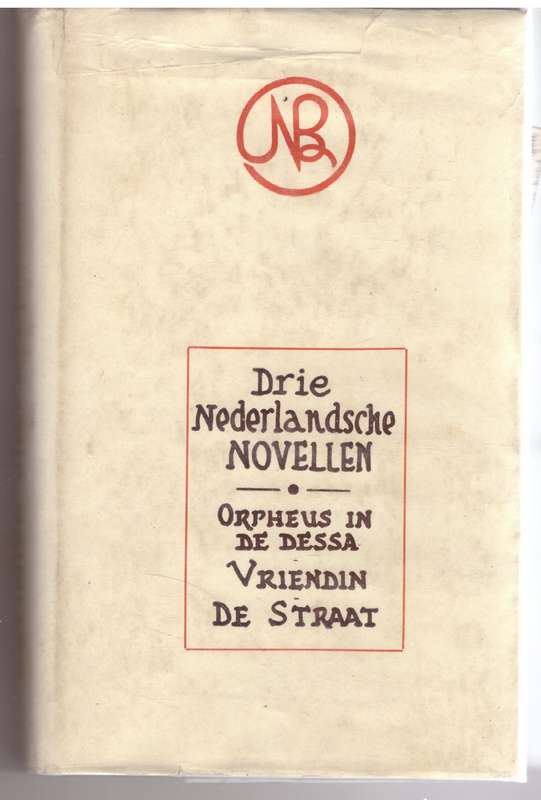 NB
Drie
Nederlandsche
NOVELLEN
ORPHEUS IN
DE DESSA
VRIENDIN
DE STRAAT